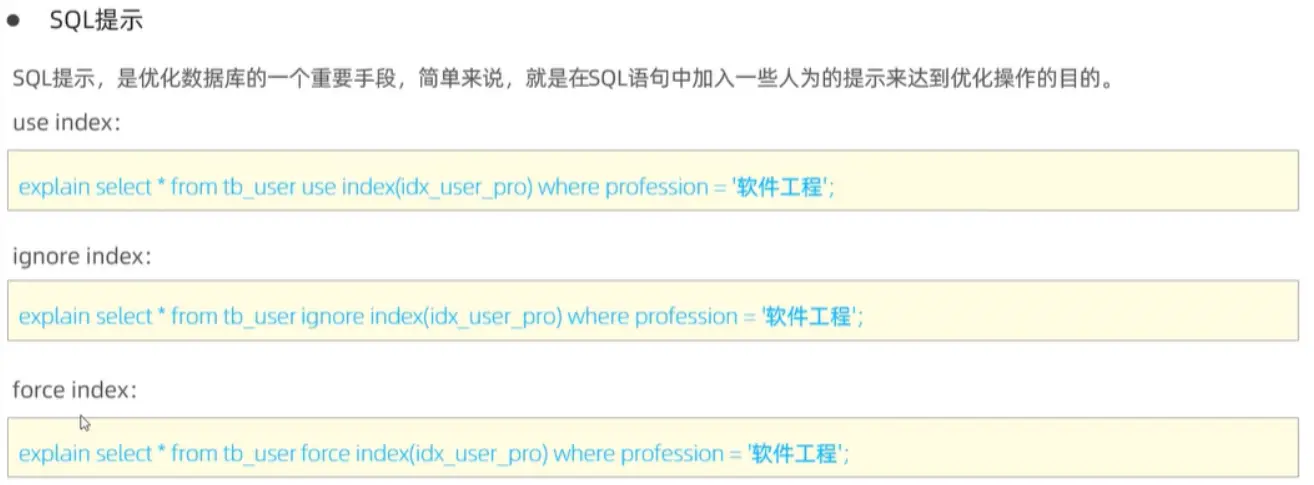 ● SQL提示
SQL提示，是优化数据库的一个重要手段，简单来说，就是在SQL语句中加入一些人为的提示来达到优化操作的目的。
use index：
explain select * from tb_user use index(idx_user_pro) where profession = '软件工程';
ignore index：
explain select * from tb_user ignore index(idx_user_pro) where profession = '软件工程';
force index：
explain select * from tb_user force index(idx_user_pro) where profession = '软件工程';